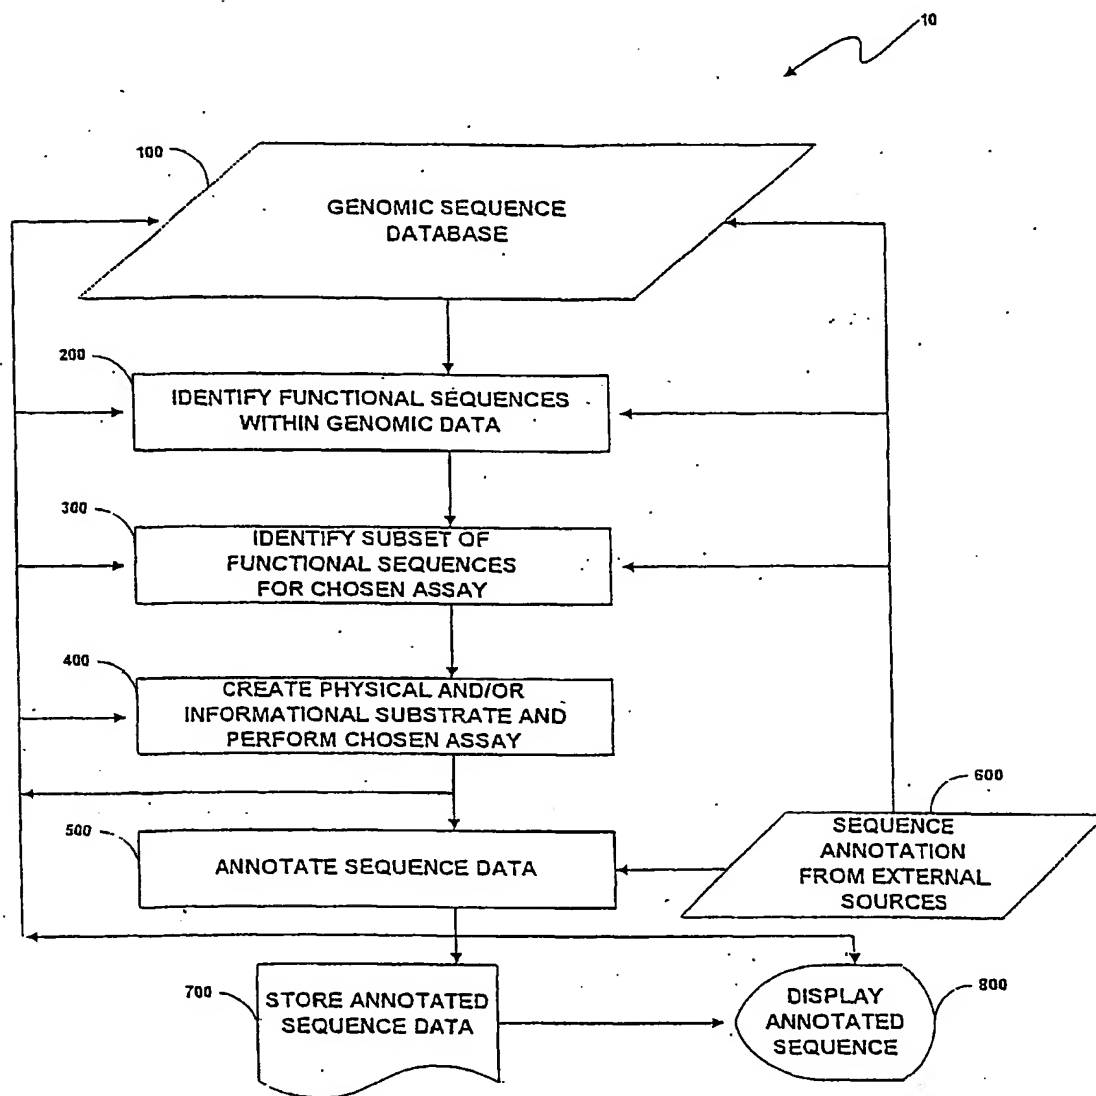 10
100
GENOMIC SEQUENCE
DATABASE
200
IDENTIFY FUNCTIONAL SEQUENCES
WITHIN GENOMIC DATA
300
IDENTIFY SUBSET OF
FUNCTIONAL SEQUENCES
FOR CHOSEN ASSAY
400
CREATE PHYSICAL AND/OR
INFORMATIONAL SUBSTRATE AND
PERFORM CHOSEN ASSAY
600
SEQUENCE
ANNOTATION
FROM EXTERNAL
SOURCES
500
ANNOTATE SEQUENCE DATA
700
STORE ANNOTATED
SEQUENCE DATA
800
DISPLAY
ANNOTATED
SEQUENCE